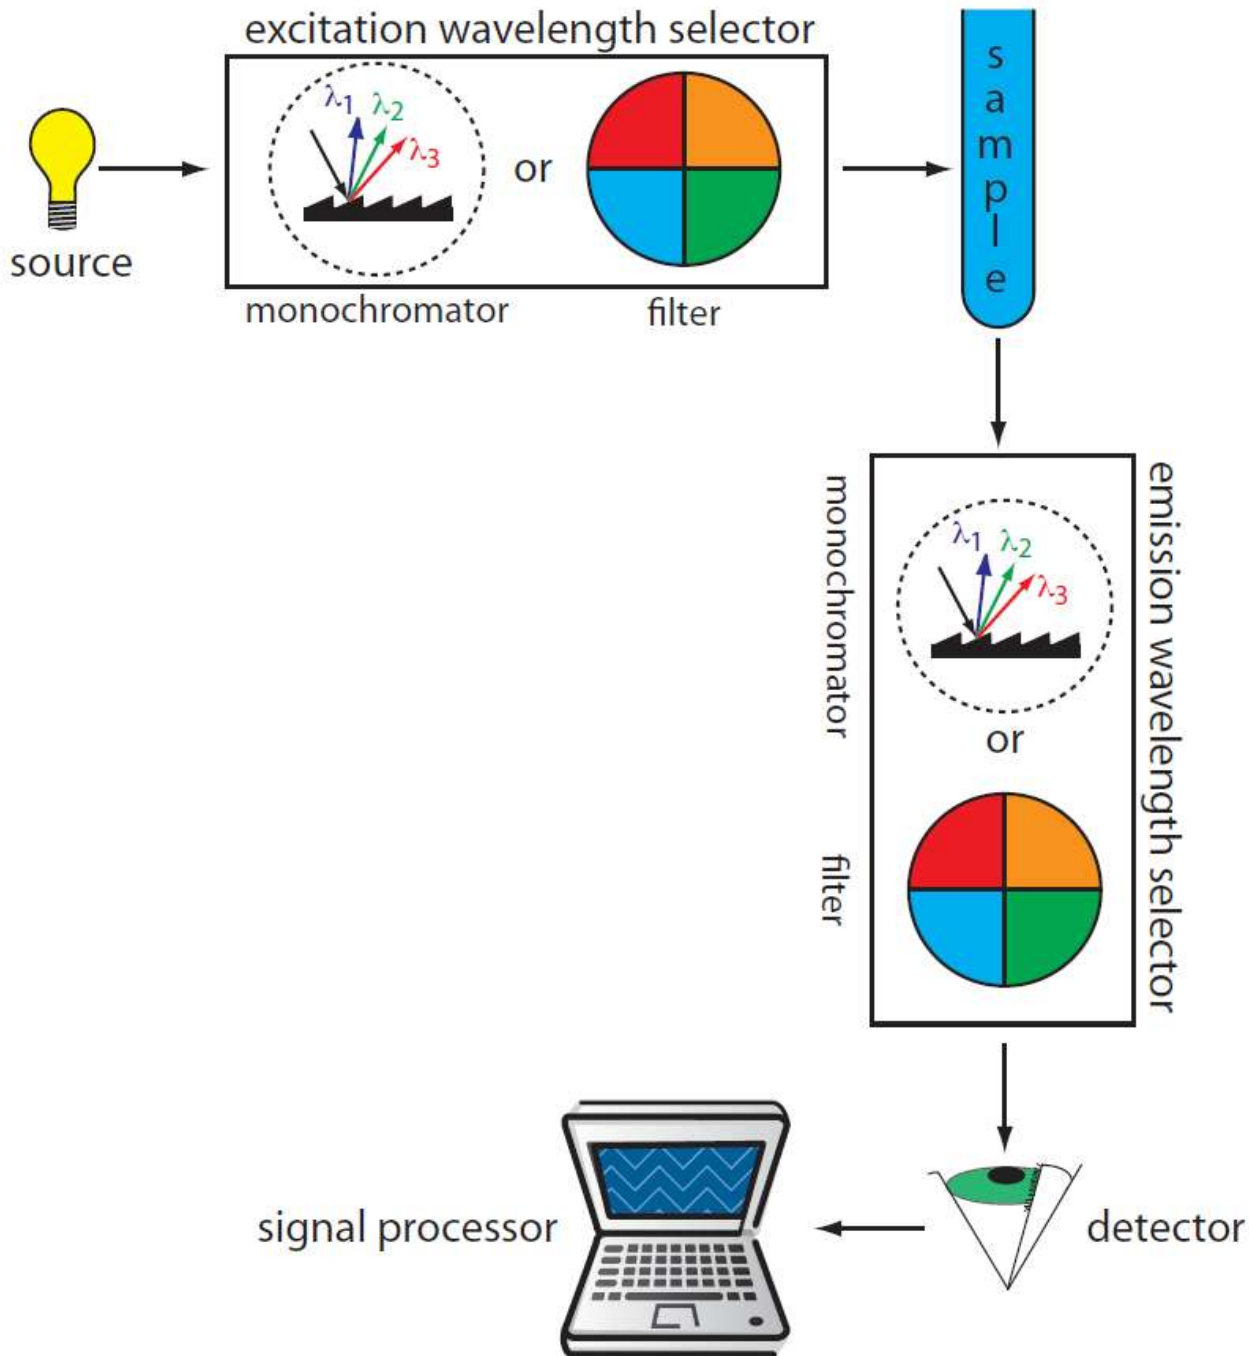 excitation wavelength selector
λ1
λ2
λ3
or
source
monochromator
filter
sample
monochromator
λ1
λ2
λ3
or
filter
emission wavelength selector
signal processor
detector